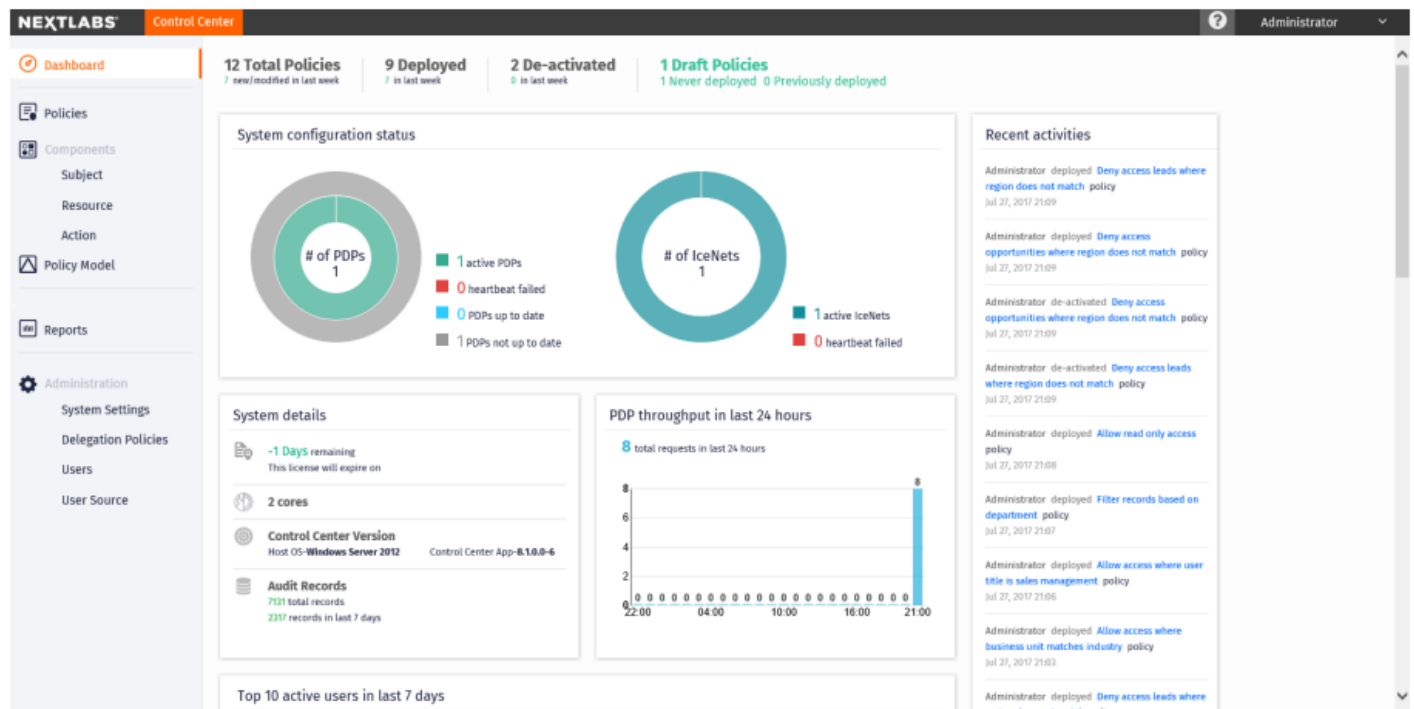 NEXTLABS
Control Center
?
Administrator
Dashboard
Policies
Components
Subject
Resource
Action
Policy Model
Reports
Administration
System Settings
Delegation Policies
Users
User Source
12 Total Policies
7 new/modified in last week
9 Deployed
7 in last week
2 De-activated
0 in last week
1 Draft Policies
1 Never deployed 0 Previously deployed
System configuration status
# of PDPs
1
1 active PDPs
0 heartbeat failed
0 PDPs up to date
1 PDPs not up to date
# of IceNets
1
1 active IceNets
0 heartbeat failed
System details
-1 Days remaining
This license will expire on
2 cores
Control Center Version
Host OS-Windows Server 2012 Control Center App-8.1.0.0-6
Audit Records
7131 total records
2317 records in last 7 days
PDP throughput in last 24 hours
8 total requests in last 24 hours
8
8
6
4
2
0 0 0 0 0 0 0 0 0 0 0 0 0 0 0 0 0 0 0 0 0 0 0
0
22:00 04:00 10:00 16:00 21:00
Top 10 active users in last 7 days
Recent activities
Administrator deployed Deny access leads where
region does not match policy
Jul 27, 2017 21:09
Administrator deployed Deny access
opportunities where region does not match policy
Jul 27, 2017 21:09
Administrator de-activated Deny access
opportunities where region does not match policy
Jul 27, 2017 21:09
Administrator de-activated Deny access leads
where region does not match policy
Jul 27, 2017 21:09
Administrator deployed Allow read only access
policy
Jul 27, 2017 21:08
Administrator deployed Filter records based on
department policy
Jul 27, 2017 21:07
Administrator deployed Allow access where user
title is sales management policy
Jul 27, 2017 21:06
Administrator deployed Allow access where
business unit matches industry policy
Jul 27, 2017 21:03
Administrator deployed Deny access leads where